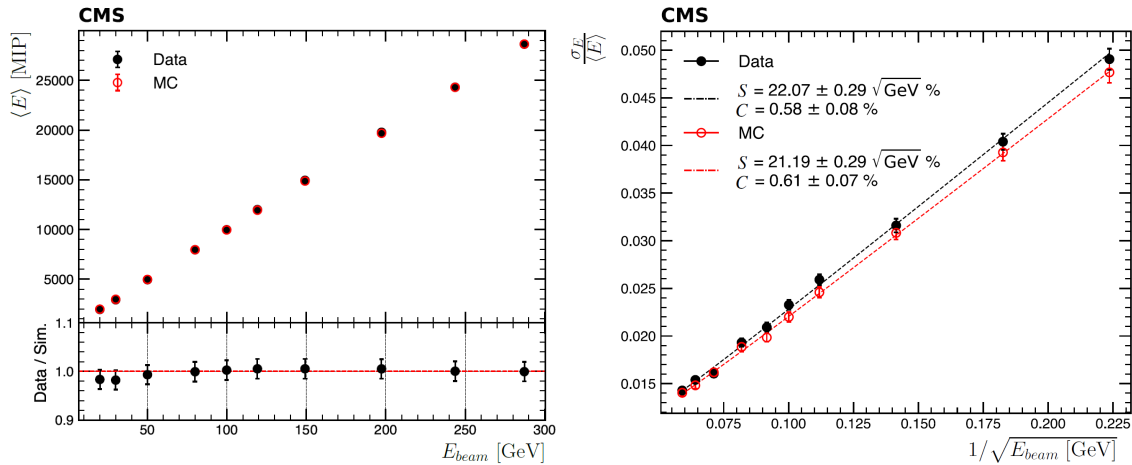 CMS
⟨E⟩ [MIP]
Data
MC
25000
20000
15000
10000
5000
1.1
1.0
0.9
Data / Sim.
50
100
150
200
250
300
E_beam [GeV]
CMS
σ_E/⟨E⟩
Data
S = 22.07 ± 0.29 √GeV %
C = 0.58 ± 0.08 %
MC
S = 21.19 ± 0.29 √GeV %
C = 0.61 ± 0.07 %
0.050
0.045
0.040
0.035
0.030
0.025
0.020
0.015
0.075
0.100
0.125
0.150
0.175
0.200
0.225
1/√E_beam [GeV]